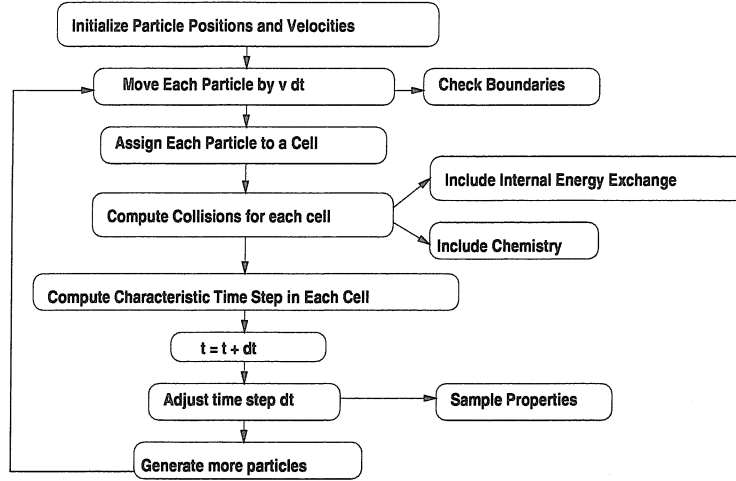 Initialize Particle Positions and Velocities
Move Each Particle by v dt
Check Boundaries
Assign Each Particle to a Cell
Include Internal Energy Exchange
Compute Collisions for each cell
Include Chemistry
Compute Characteristic Time Step in Each Cell
t = t + dt
Adjust time step dt
Sample Properties
Generate more particles